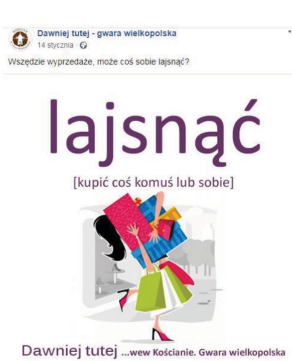 Dawniej tutej - gwara wielkopolska
14 stycznia
Wszędzie wyprzedaże, może coś sobie lajsnąć?
lajsnąć
[kupić coś komuś lub sobie]
Dawniej tutej ...wew Kościanie. Gwara wielkopolska